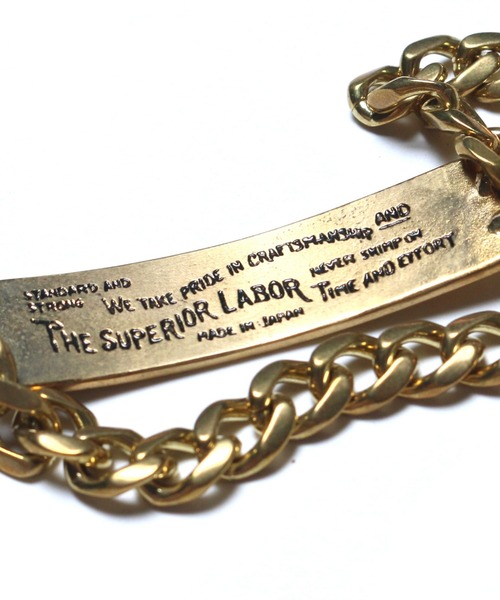 STANDARD AND
STRONG WE TAKE PRIDE IN CRAFTSMANSHIP AND
THE SUPERIOR LABOR NEVER SKIMP ON
TIME AND EFFORT
MADE IN JAPAN